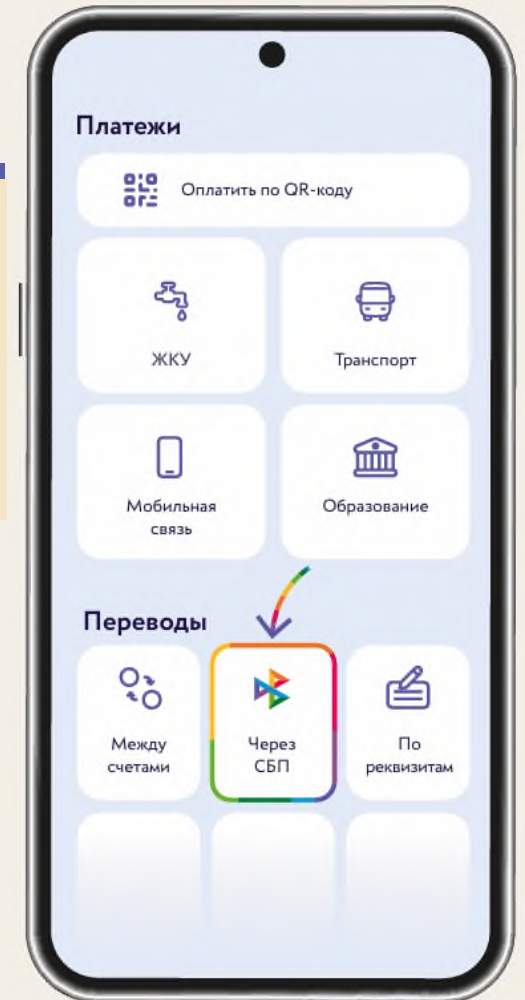 Платежи
Оплатить по QR-коду
ЖКУ
Транспорт
Мобильная
связь
Образование
Переводы
Между
счетами
Через
СБП
По
реквизитам